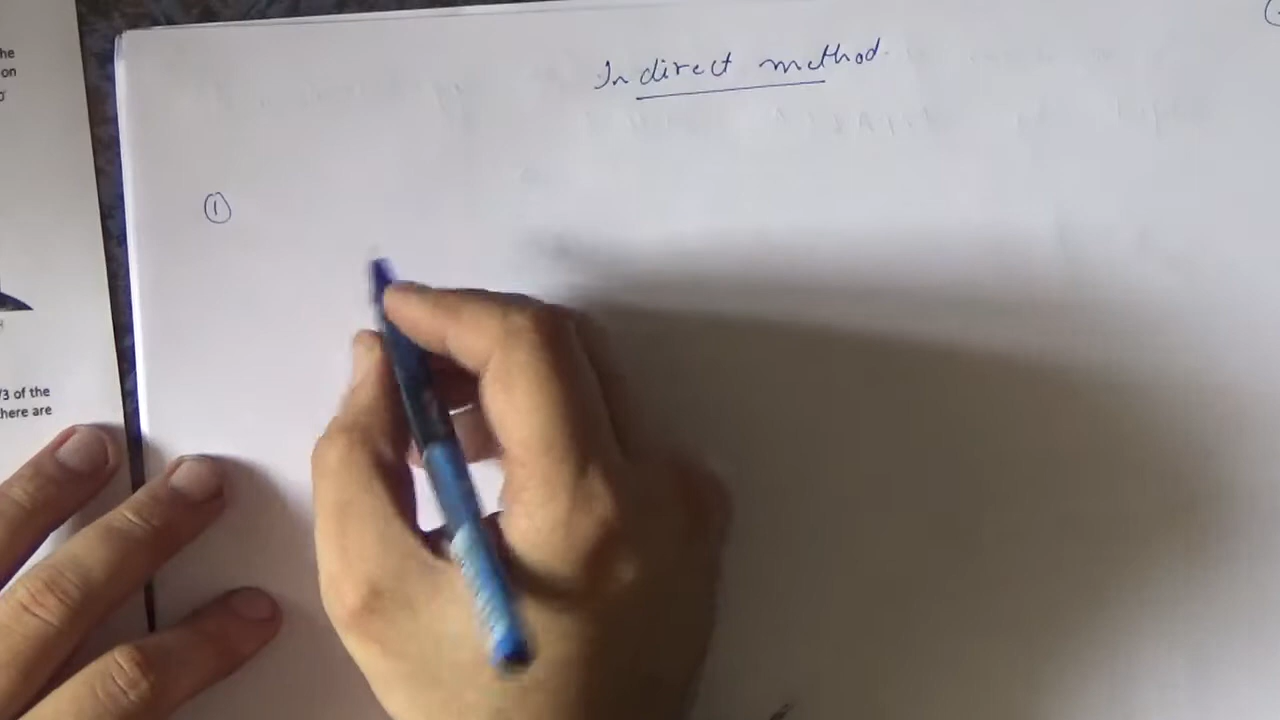 he
on
Indirect method.
①
/3 of the
here are